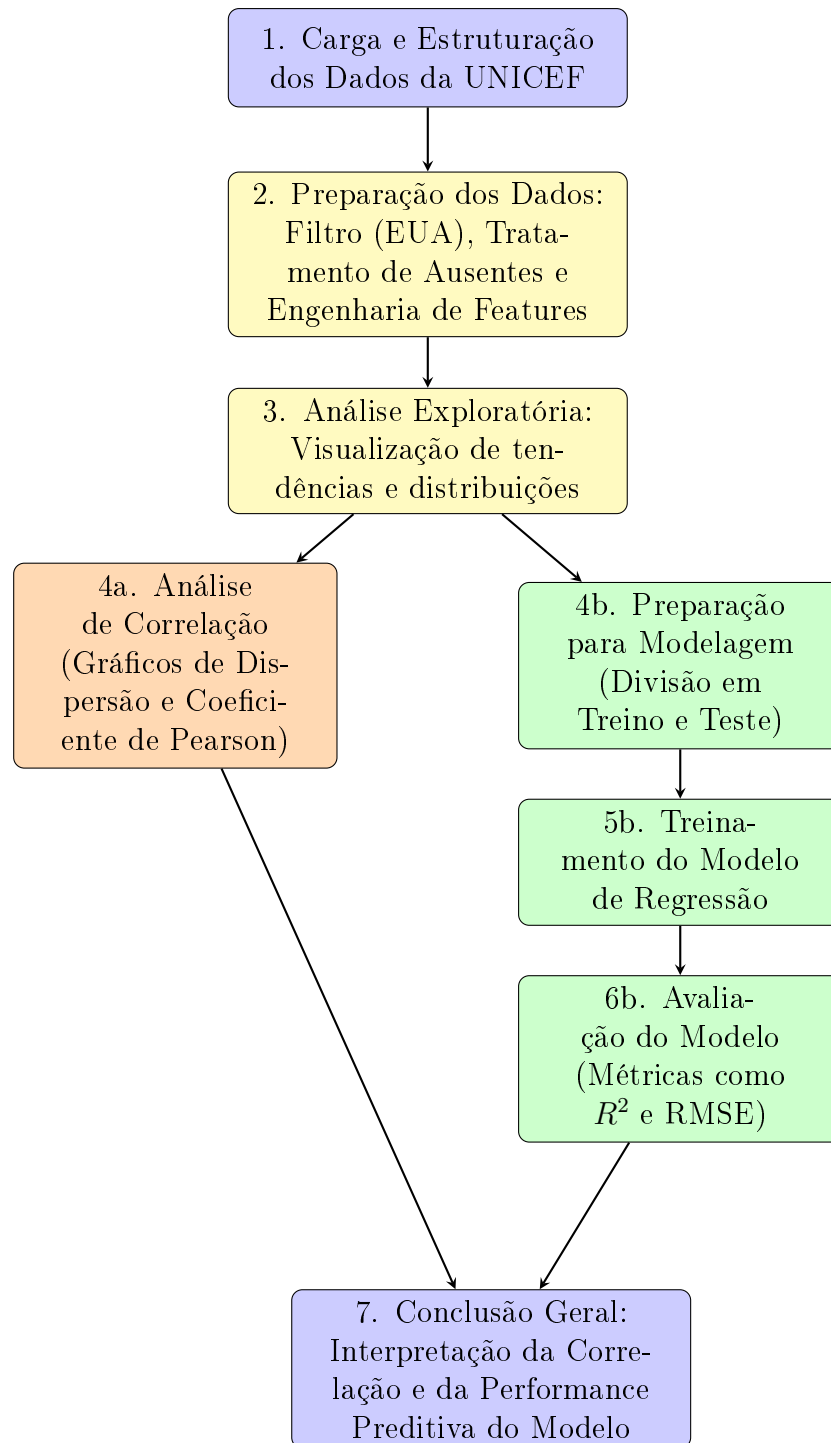 1. Carga e Estruturação
dos Dados da UNICEF
2. Preparação dos Dados:
Filtro (EUA), Trata-
mento de Ausentes e
Engenharia de Features
3. Análise Exploratória:
Visualização de ten-
dências e distribuições
4a. Análise
de Correlação
(Gráficos de Dis-
persão e Coefici-
ente de Pearson)
4b. Preparação
para Modelagem
(Divisão em
Treino e Teste)
5b. Treina-
mento do Modelo
de Regressão
6b. Avalia-
ção do Modelo
(Métricas como
R² e RMSE)
7. Conclusão Geral:
Interpretação da Corre-
lação e da Performance
Preditiva do Modelo